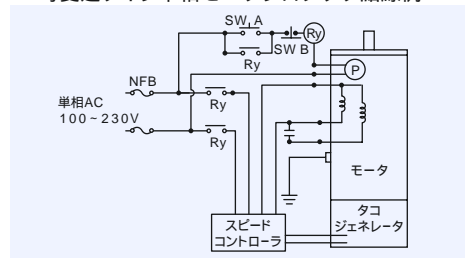 SW A
Ry
SW B
Ry
P
NFB
Ry
単相AC
100~230V
Ry
モータ
スピード
コントローラ
タコ
ジェネレータ